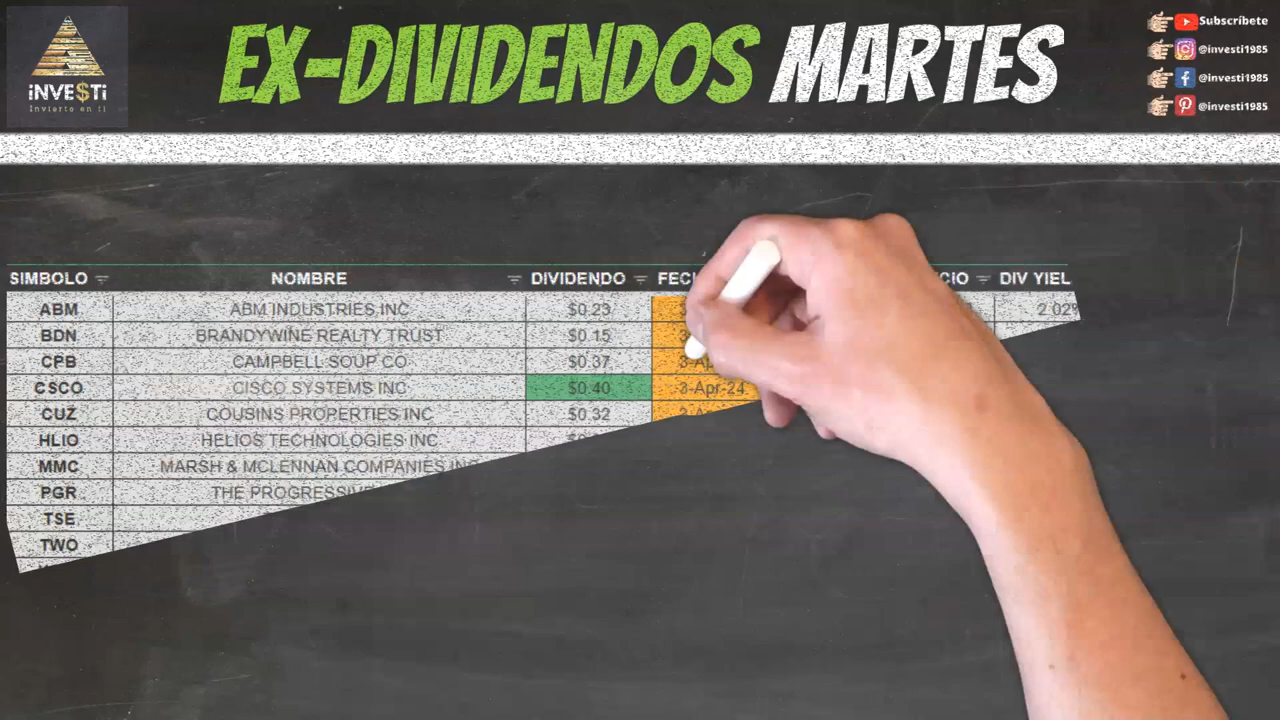 EX-DIVIDENDOS MARTES
INVE$Ti
Invierte en ti
Subscríbete
@investi1985
@investi1985
@investi1985
SIMBOLO NOMBRE DIVIDENDO DIV YIEL
ABM ABM INDUSTRIES INC $0.23
BDN BRANDYWINE REALTY TRUST $0.15
CPB CAMPBELL SOUP CO $0.37
CSCO CISCO SYSTEMS INC $0.40 3-Apr-24
CUZ COUSINS PROPERTIES INC $0.32
HLIO HELIOS TECHNOLOGIES INC
MMC MARSH & MCLENNAN COMPANIES
PGR THE
TSE
TWO